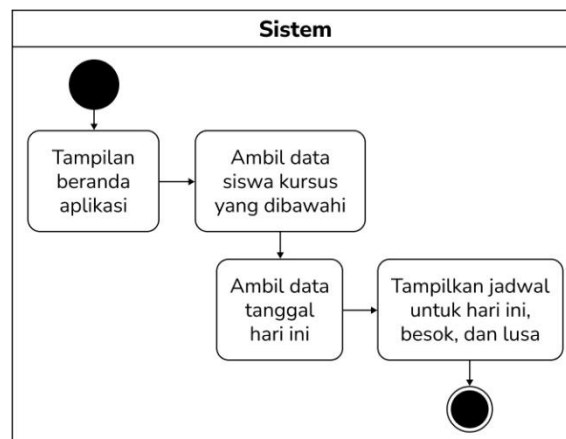 Sistem
Tampilan
beranda
aplikasi
Ambil data
siswa kursus
yang dibawahi
Ambil data
tanggal
hari ini
Tampilkan jadwal
untuk hari ini,
besok, dan lusa